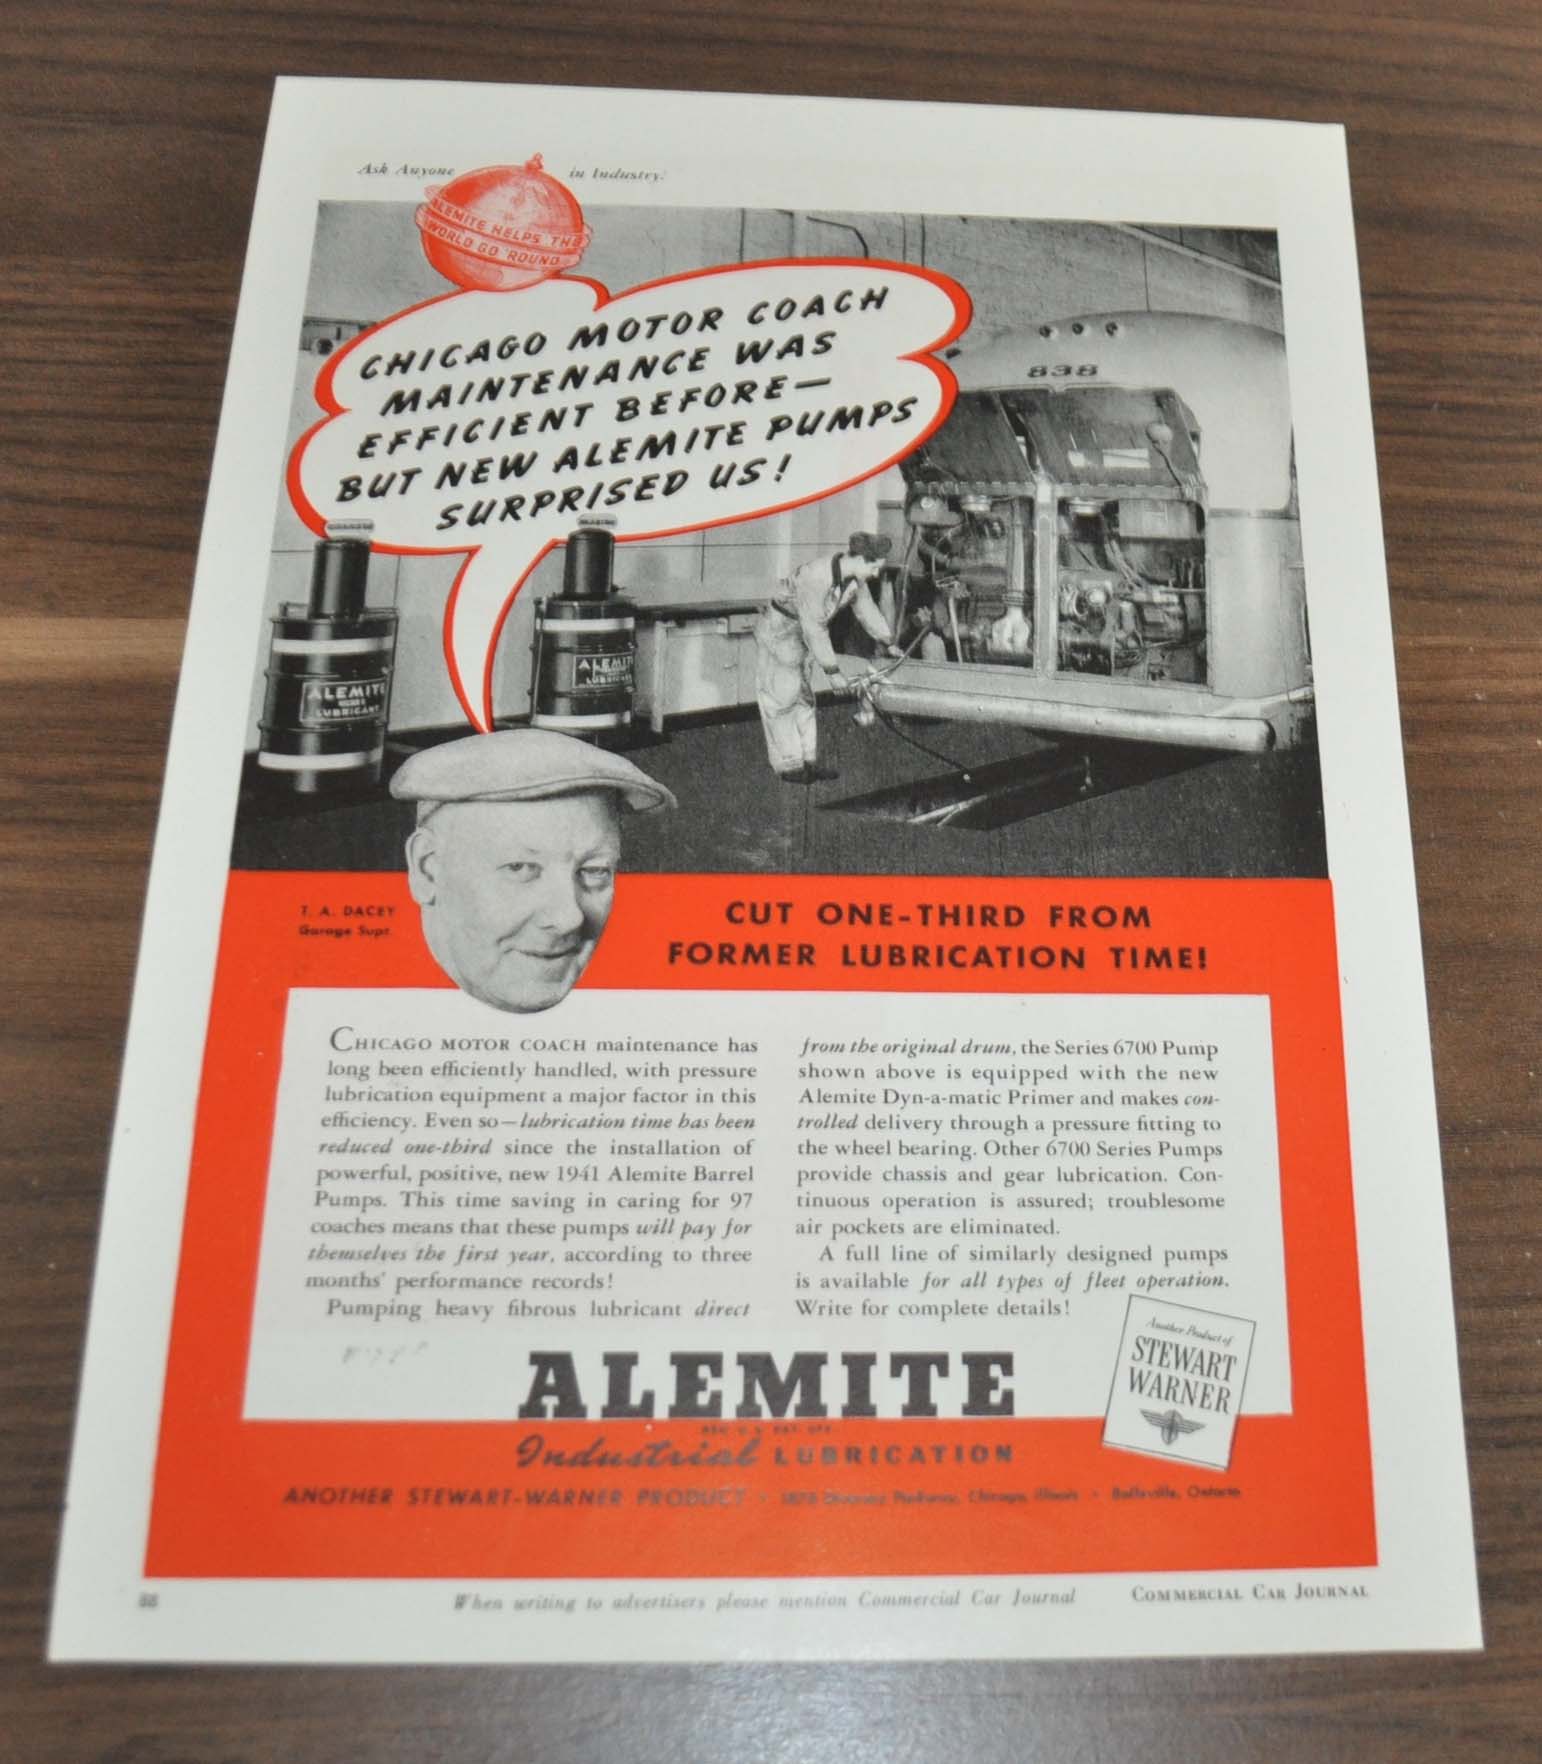 Ask Anyone in Industry!
ALEMITE HELPS THE
WORLD GO 'ROUND
CHICAGO MOTOR COACH
MAINTENANCE WAS
EFFICIENT BEFORE—
BUT NEW ALEMITE PUMPS
SURPRISED US!
838
ALEMITE
LUBRICANT
ALEMITE
LUBRICANT
T. A. DACEY
Garage Supt.
CUT ONE-THIRD FROM
FORMER LUBRICATION TIME!
CHICAGO MOTOR COACH maintenance has
long been efficiently handled, with pressure
lubrication equipment a major factor in this
efficiency. Even so—lubrication time has been
reduced one-third since the installation of
powerful, positive, new 1941 Alemite Barrel
Pumps. This time saving in caring for 97
coaches means that these pumps will pay for
themselves the first year, according to three
months' performance records!
Pumping heavy fibrous lubricant direct
from the original drum, the Series 6700 Pump
shown above is equipped with the new
Alemite Dyn-a-matic Primer and makes con-
trolled delivery through a pressure fitting to
the wheel bearing. Other 6700 Series Pumps
provide chassis and gear lubrication. Con-
tinuous operation is assured; troublesome
air pockets are eliminated.
A full line of similarly designed pumps
is available for all types of fleet operation.
Write for complete details!
Another Product of
STEWART
WARNER
ALEMITE
REG. U.S. PAT. OFF.
Industrial LUBRICATION
ANOTHER STEWART-WARNER PRODUCT • Parkway, Chicago, Illinois • Belleville, Ontario
88
When writing to advertisers please mention Commercial Car Journal
COMMERCIAL CAR JOURNAL